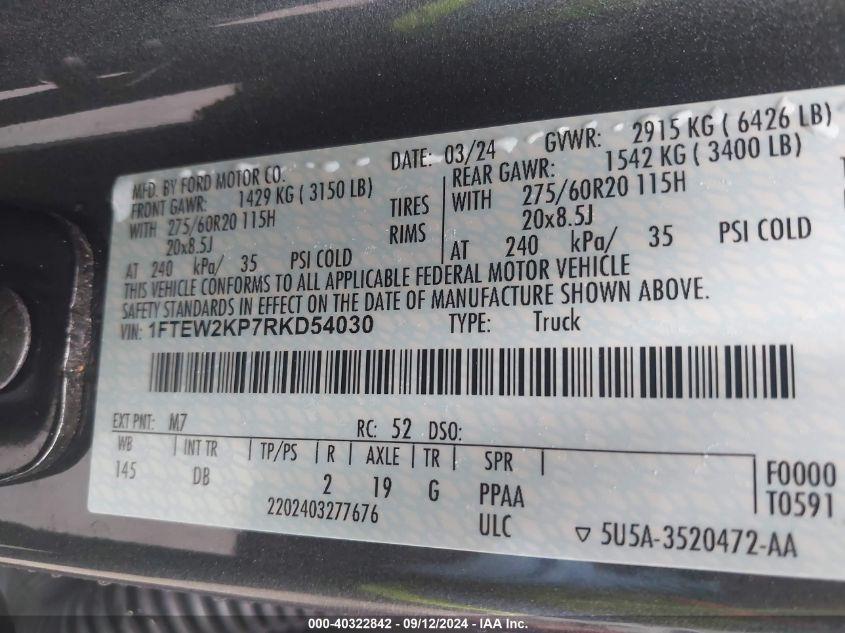 MFD. BY FORD MOTOR CO. DATE: 03/24 GVWR: 2915 KG ( 6426 LB)
FRONT GAWR: 1429 KG ( 3150 LB) REAR GAWR: 1542 KG ( 3400 LB)
WITH 275/60R20 115H TIRES WITH 275/60R20 115H
20x8.5J RIMS 20x8.5J
AT 240 kPa/ 35 PSI COLD AT 240 kPa/ 35 PSI COLD
THIS VEHICLE CONFORMS TO ALL APPLICABLE FEDERAL MOTOR VEHICLE
SAFETY STANDARDS IN EFFECT ON THE DATE OF MANUFACTURE SHOWN ABOVE.
VIN: 1FTEW2KP7RKD54030 TYPE: Truck
EXT PNT: M7 RC: 52 DSO:
WB INT TR TP/PS R AXLE TR SPR
145 DB 2 19 G PPAA
F0000
T0591
2202403277676 ULC
▽ 5U5A-3520472-AA
000-40322842 - 09/12/2024 - IAA Inc.